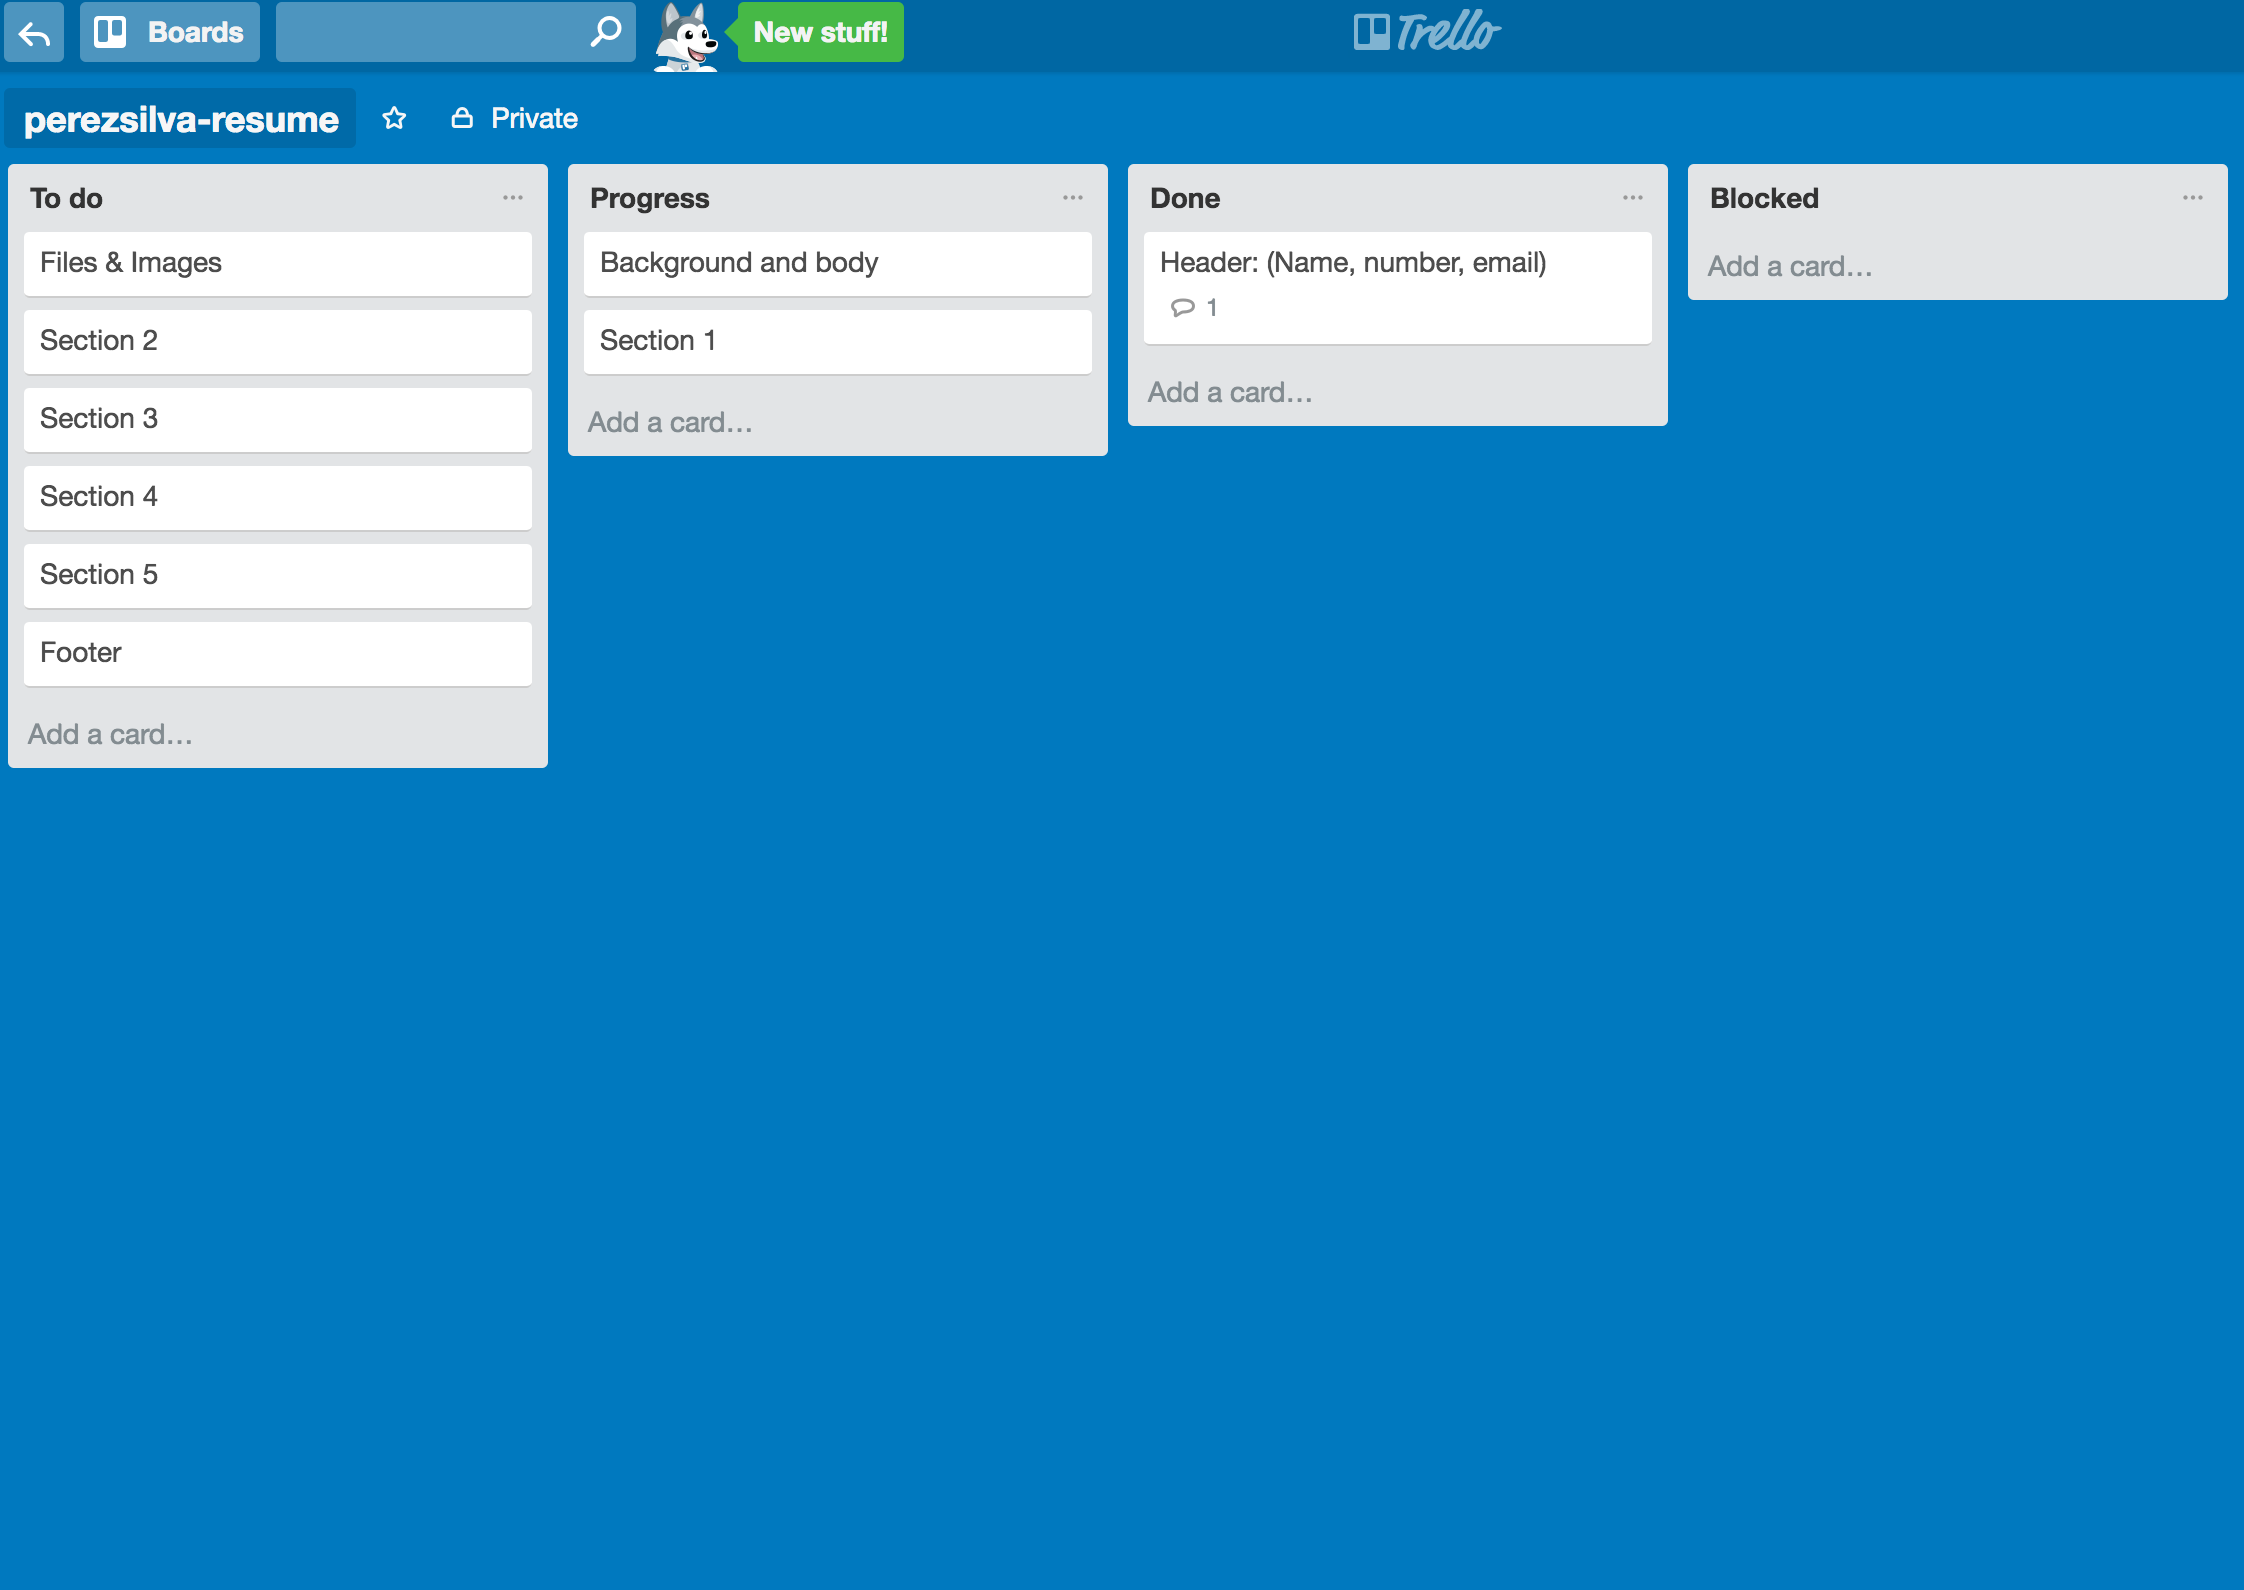 Boards
New stuff!
Trello
perezsilva-resume
Private
To do
Files & Images
Section 2
Section 3
Section 4
Section 5
Footer
Add a card…
Progress
Background and body
Section 1
Add a card…
Done
Header: (Name, number, email)
1
Add a card…
Blocked
Add a card…